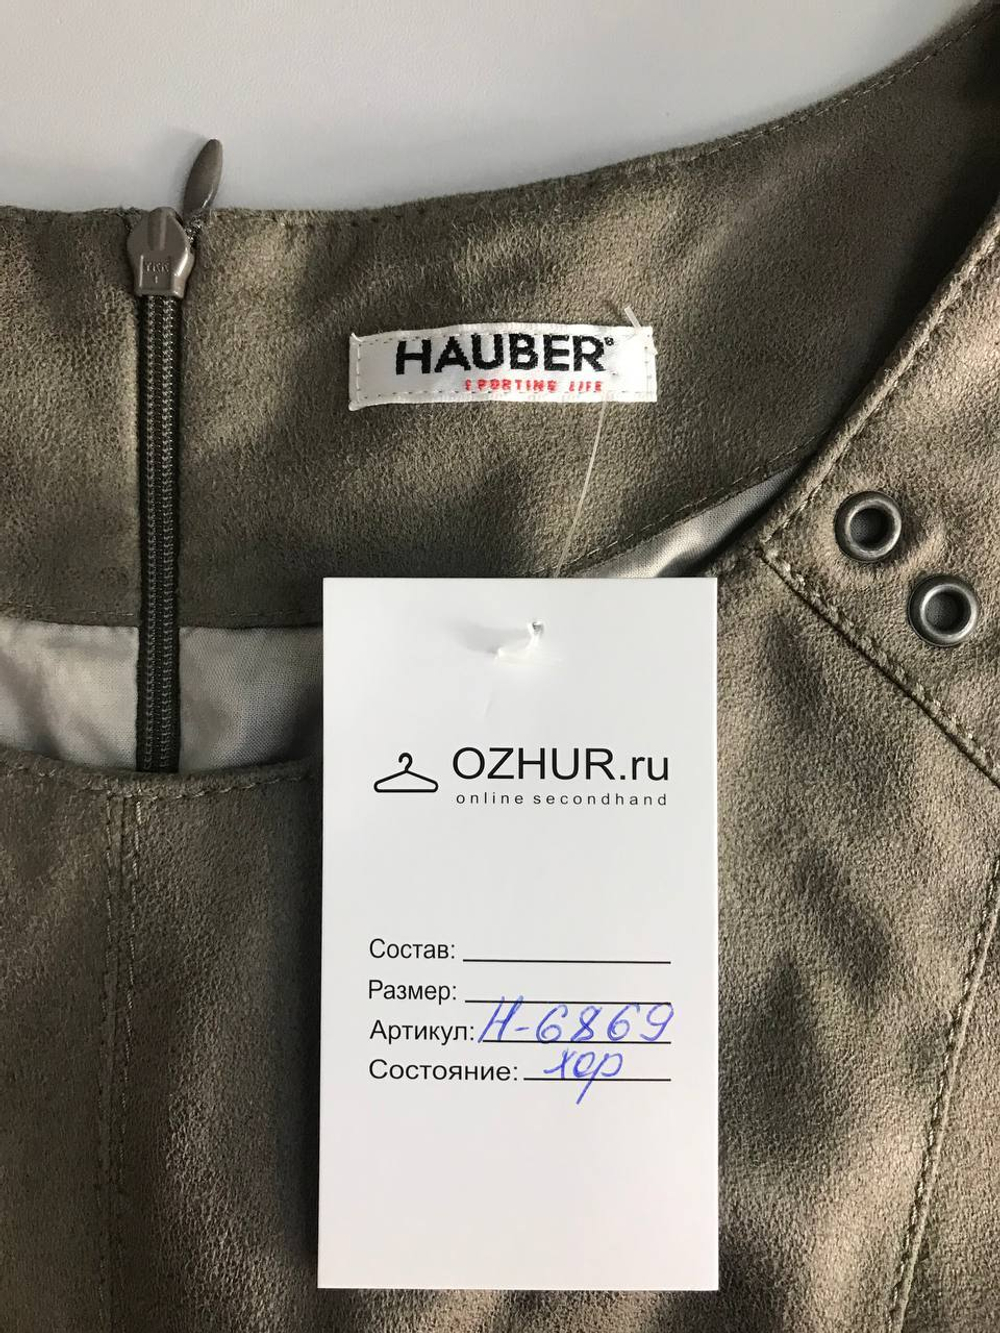 HAUBER®
SPORTING LIFE
OZHUR.ru
online secondhand
Состав:
Размер:
Артикул: Н-6869
Состояние: хор